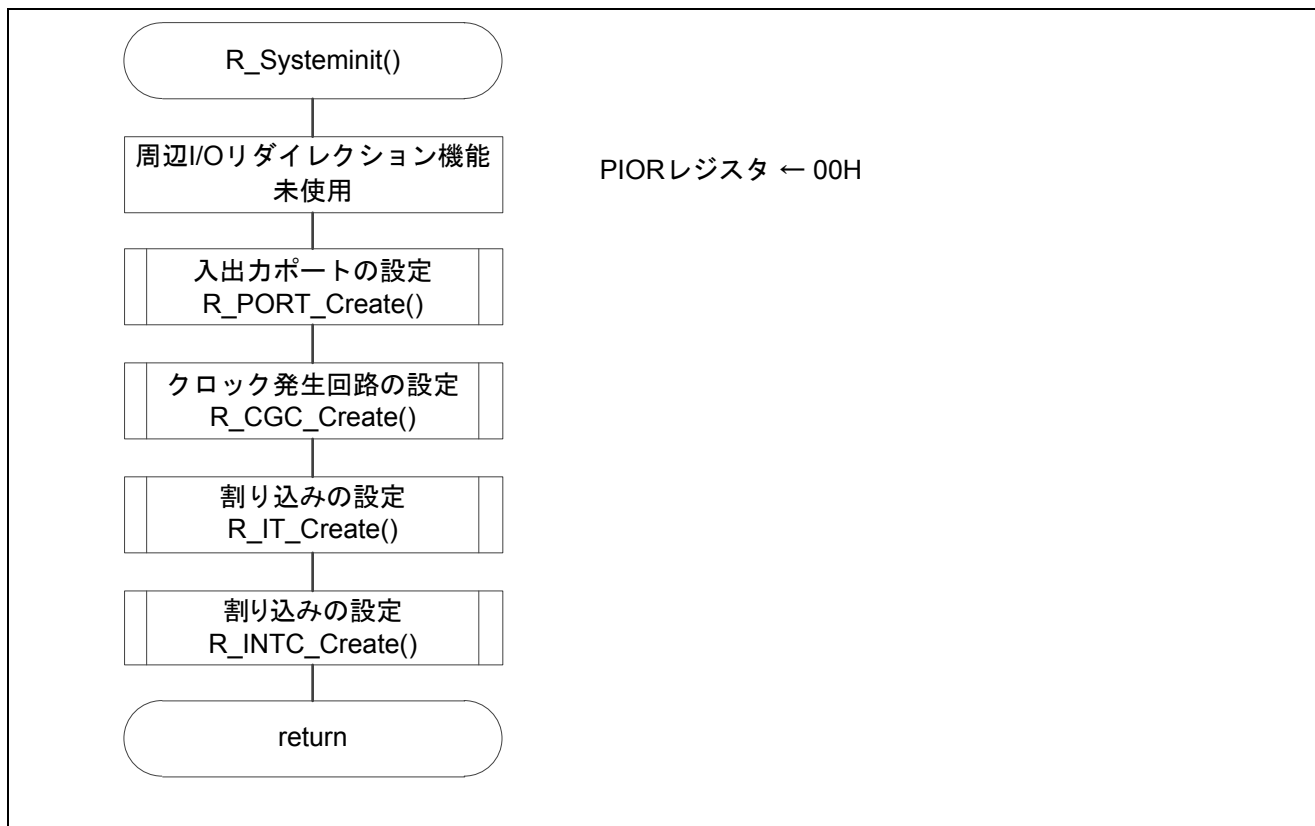 R_Systeminit()
周辺I/Oリダイレクション機能
未使用
PIORレジスタ ← 00H
入出力ポートの設定
R_PORT_Create()
クロック発生回路の設定
R_CGC_Create()
割り込みの設定
R_IT_Create()
割り込みの設定
R_INTC_Create()
return